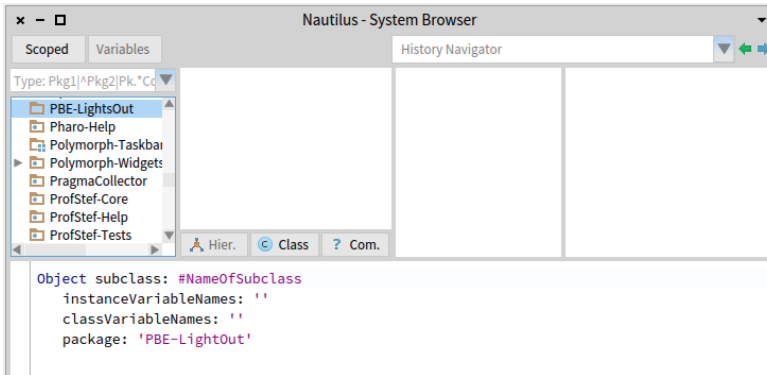 Nautilus - System Browser
Scoped
Variables
History Navigator
Type: Pkg1|^Pkg2|Pk.*Co
PBE-LightsOut
Pharo-Help
Polymorph-Taskbar
Polymorph-Widgets
PragmaCollector
ProfStef-Core
ProfStef-Help
ProfStef-Tests
Hier.
Class
? Com.
Object subclass: #NameOfSubclass
instanceVariableNames: ''
classVariableNames: ''
package: 'PBE-LightOut'